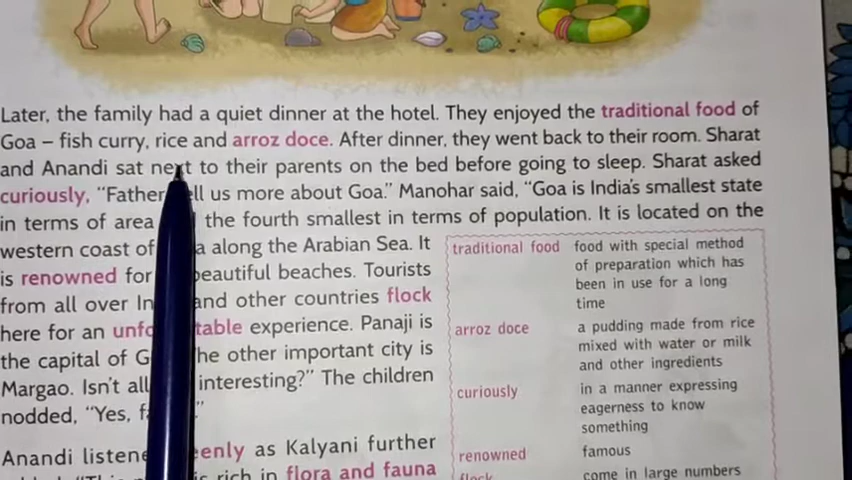 Later, the family had a quiet dinner at the hotel. They enjoyed the traditional food of
Goa – fish curry, rice and arroz doce. After dinner, they went back to their room. Sharat
and Anandi sat next to their parents on the bed before going to sleep. Sharat asked
curiously, “Father, ll us more about Goa.” Manohar said, “Goa is India’s smallest state
in terms of area the fourth smallest in terms of population. It is located on the
western coast of along the Arabian Sea. It
is renowned for beautiful beaches. Tourists
from all over In and other countries flock
here for an table experience. Panaji is
the capital of he other important city is
Margao. Isn’t all interesting?” The children
nodded, “Yes,
Anandi listene eenly as Kalyani further
rich in flora and fauna
traditional food food with special method
of preparation which has
been in use for a long
time
arroz doce a pudding made from rice
mixed with water or milk
and other ingredients
curiously in a manner expressing
eagerness to know
something
renowned famous
flock come in large numbers